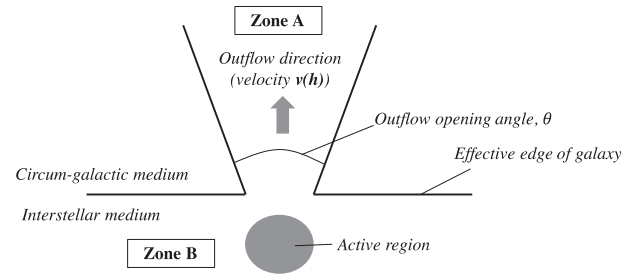 Zone A
Outflow direction
(velocity v(h))
Outflow opening angle, θ
Effective edge of galaxy
Circum-galactic medium
Interstellar medium
Active region
Zone B